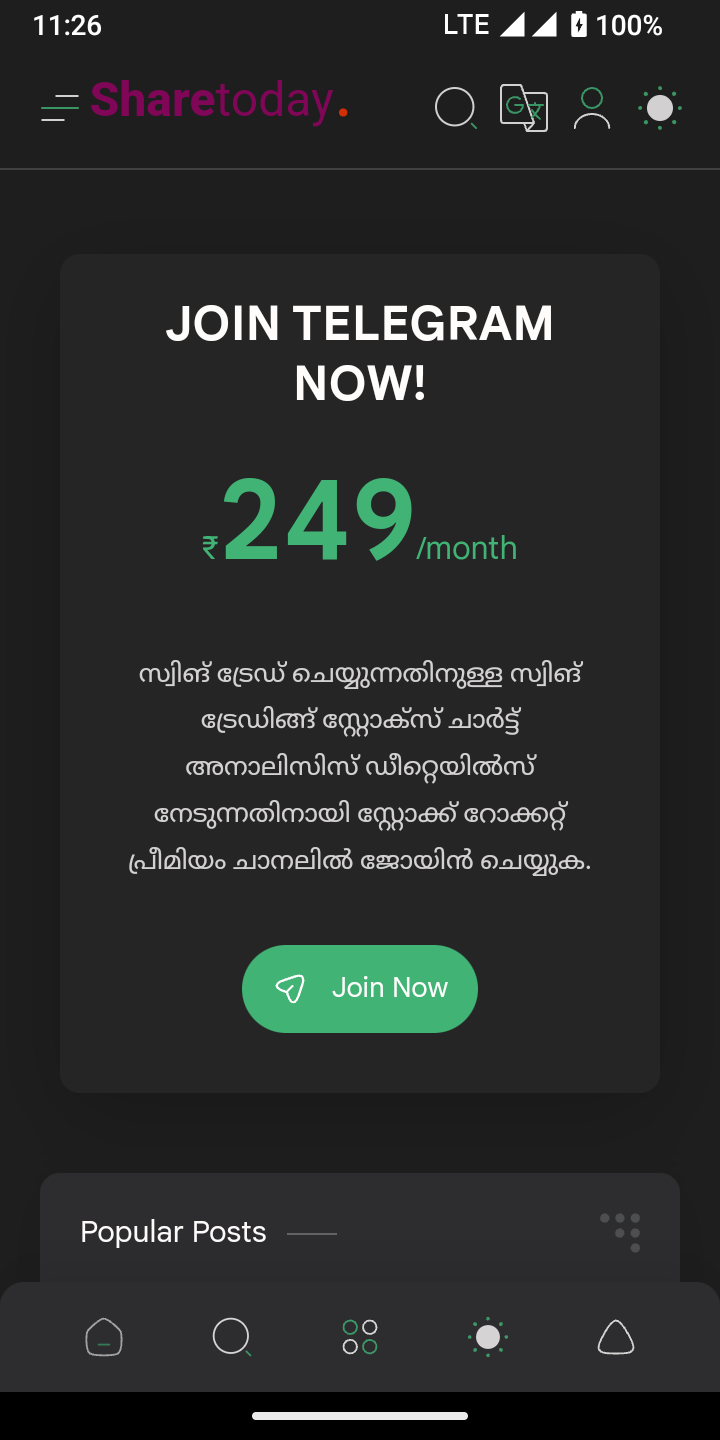 11:26 LTE 100%
Sharetoday.
JOIN TELEGRAM
NOW!
₹249/month
സ്വിങ് ട്രേഡ് ചെയ്യുന്നതിനുള്ള സ്വിങ്
ട്രേഡിങ്ങ് സ്റ്റോക്സ് ചാർട്ട്
അനാലിസിസ് ഡീറ്റെയിൽസ്
നേടുന്നതിനായി സ്റ്റോക്ക് റോക്കറ്റ്
പ്രീമിയം ചാനലിൽ ജോയിൻ ചെയ്യുക.
Join Now
Popular Posts